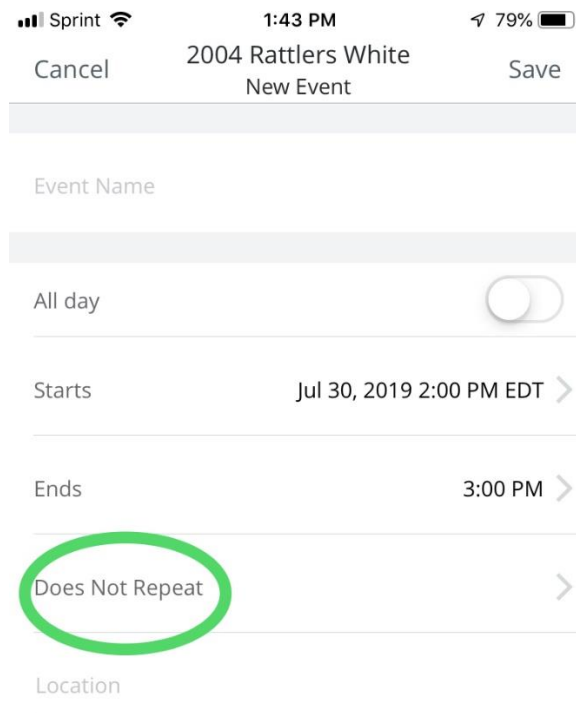 Sprint 1:43 PM 79%
Cancel 2004 Rattlers White Save
New Event
Event Name
All day
Starts Jul 30, 2019 2:00 PM EDT
Ends 3:00 PM
Does Not Repeat
Location